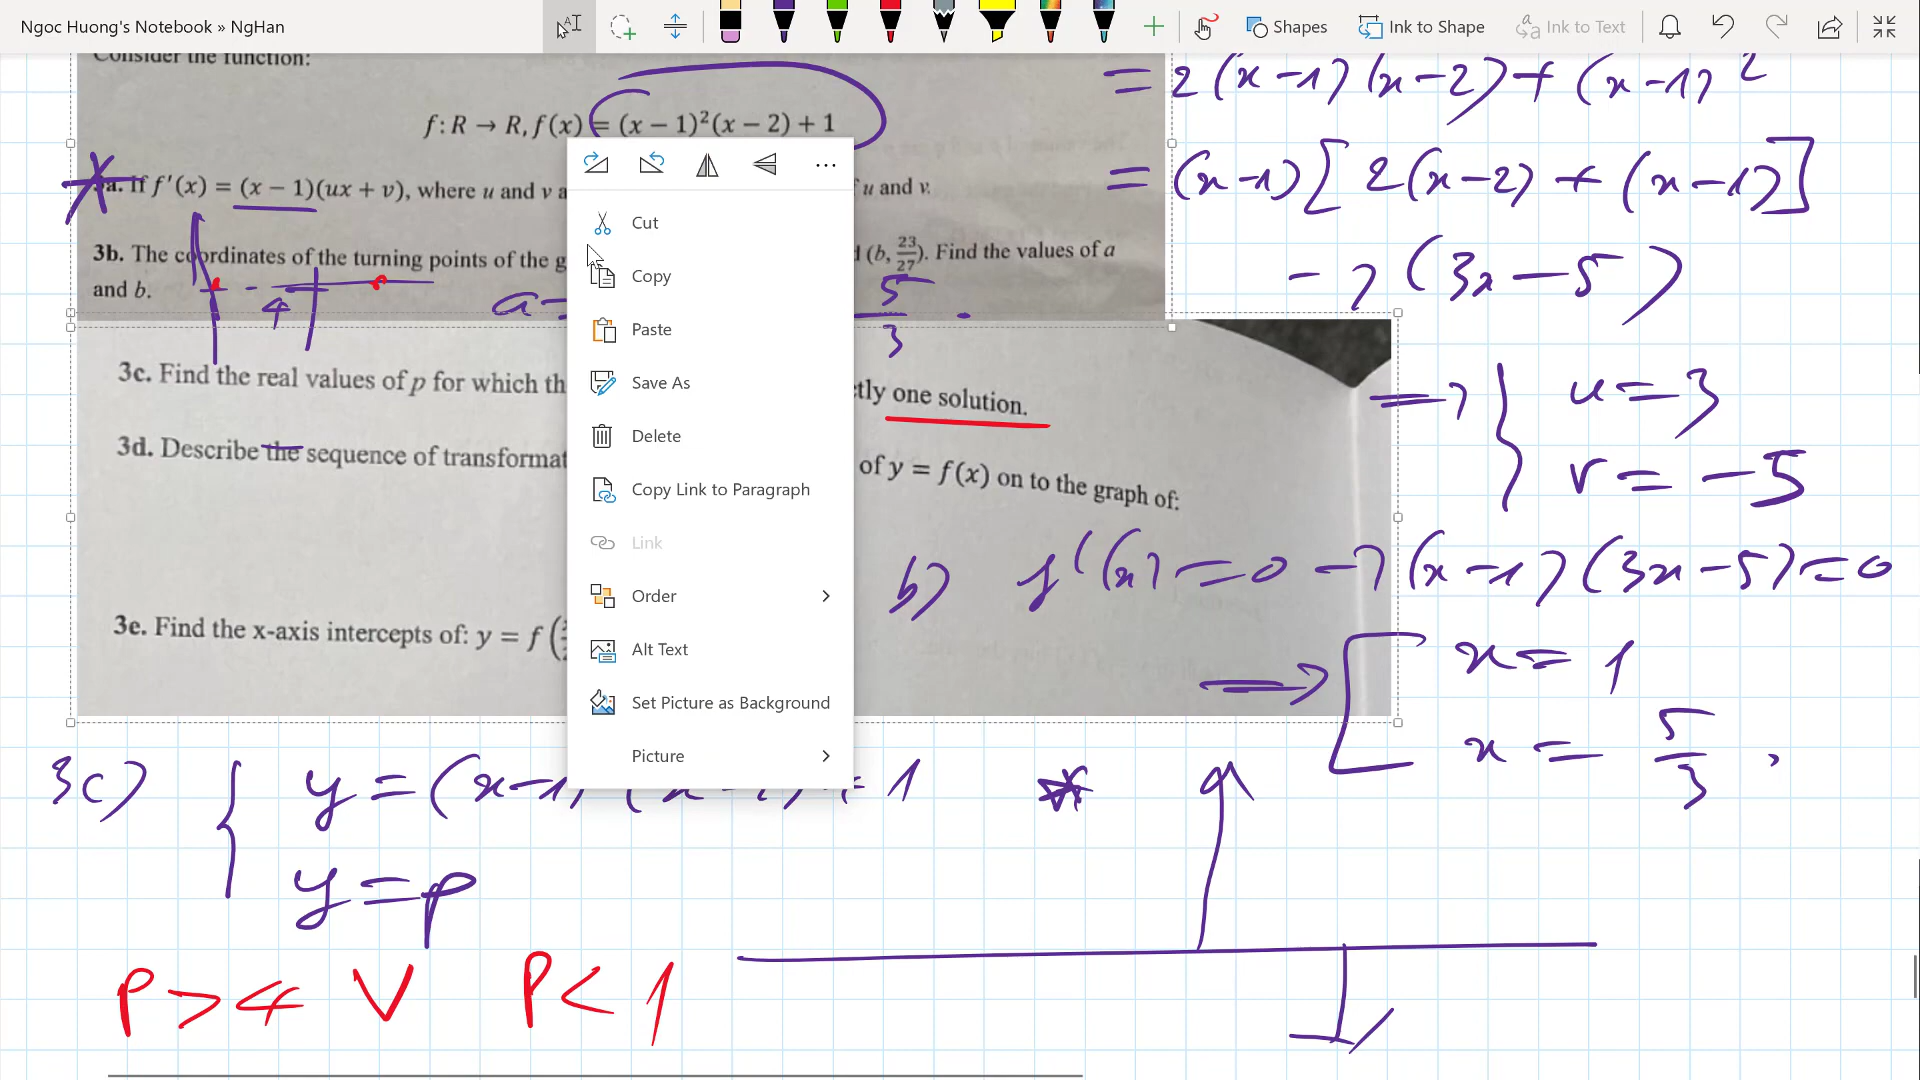 Ngoc Huong's Notebook » NgHan
Shapes
Ink to Shape
Ink to Text
Consider the function:
f: R → R, f(x) = (x − 1)²(x − 2) + 1
= 2(x-1)(x-2)+(x-1)²
= (x-1)[2(x-2)+(x-1)]
a. If f'(x) = (x − 1)(ux + v), where u and v a
u and v.
3b. The coordinates of the turning points of the g
(b, 23/27). Find the values of a
and b.
4
a=
5/3
(3x-5)
3c. Find the real values of p for which th
tly one solution.
u=3
v=-5
3d. Describe the sequence of transformat
of y = f(x) on to the graph of:
b) f'(x)=0 → (x-1)(3x-5)=0
3e. Find the x-axis intercepts of: y = f
x=1
x=5/3
Cut
Copy
Paste
Save As
Delete
Copy Link to Paragraph
Link
Order
Alt Text
Set Picture as Background
Picture
3c) y=(x-1) + 1
y=p
P>4 V P<1